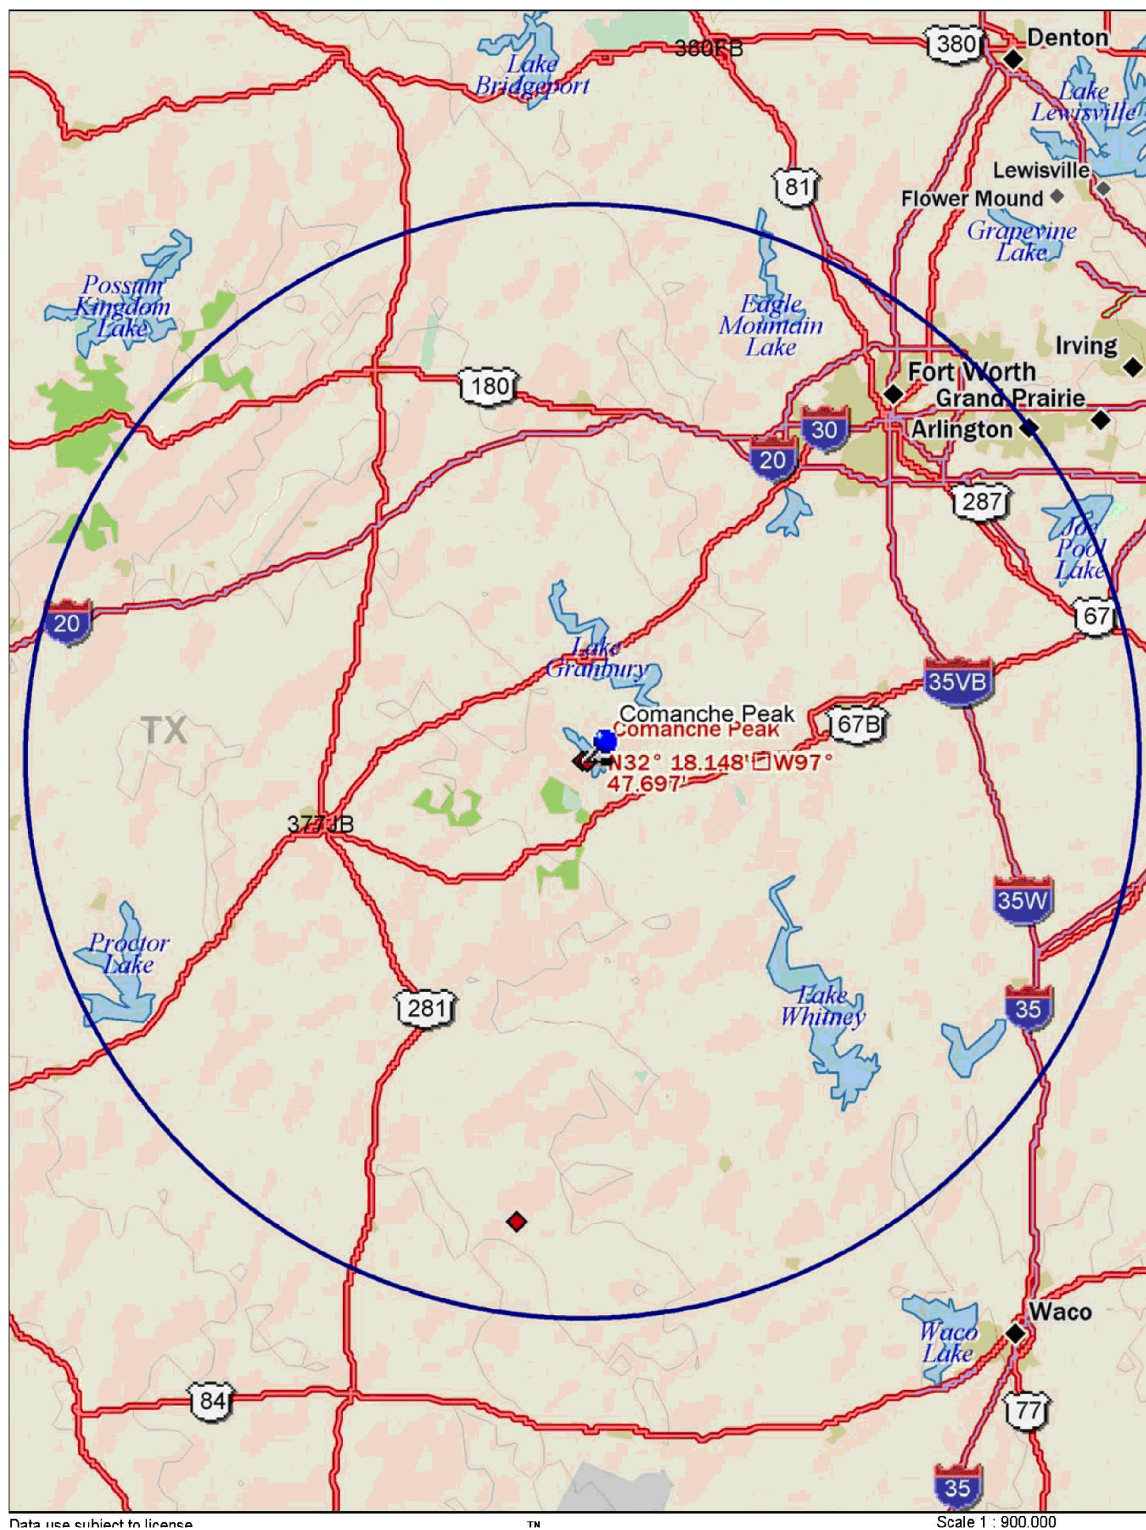 380FB
380
Denton
Lake
Bridgeport
Lake
Lewisville
81
Lewisville
Flower Mound
Grapevine
Lake
Possum
Kingdom
Lake
Eagle
Mountain
Lake
Irving
Fort Worth
180
Grand Prairie
30
Arlington
20
287
Joe
Pool
Lake
20
67
Lake
Granbury
35VB
TX
Comanche Peak
67B
Comanche Peak
N32° 18.148' W97°
47.697'
377JB
35W
Proctor
Lake
281
Lake
Whitney
35
Waco
Waco
Lake
84
77
35
Data use subject to license.
TN
Scale 1 : 900,000